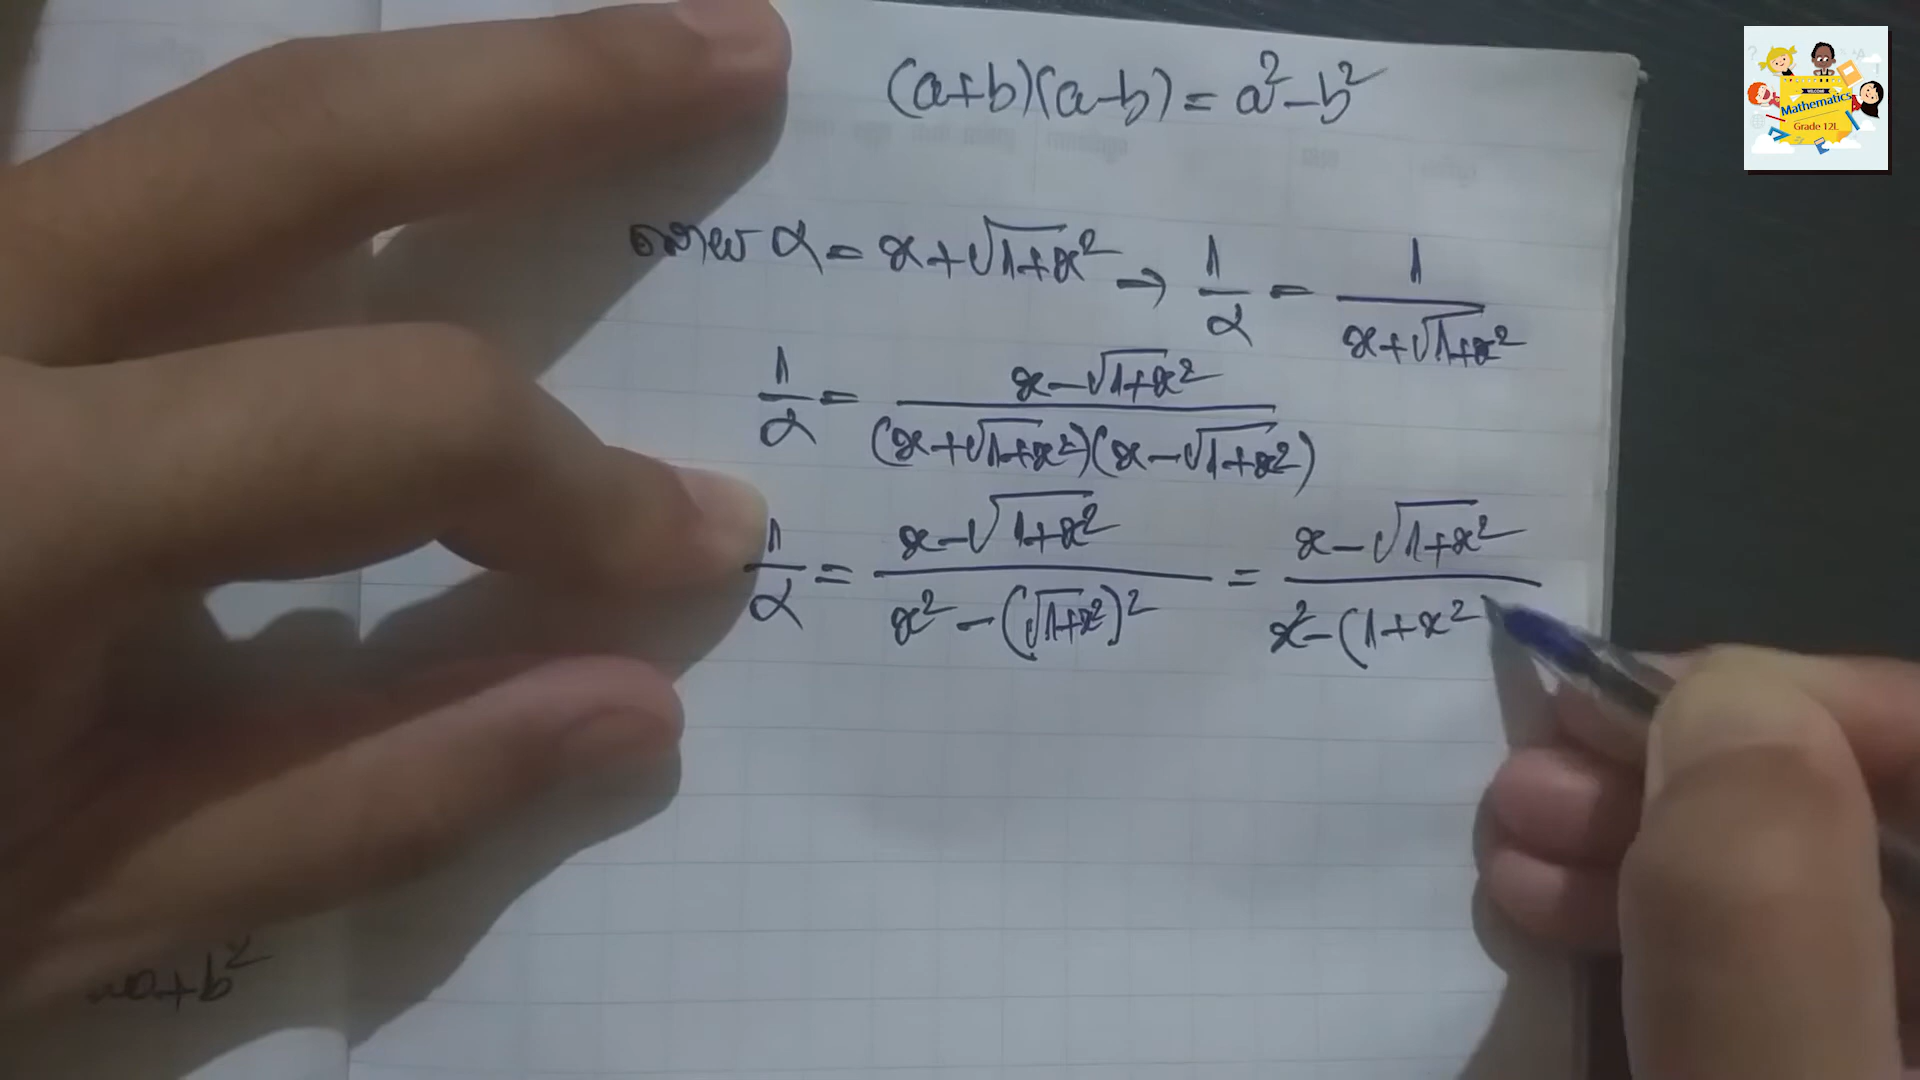 (a+b)(a-b) = a² - b²
α = x + √(1+x²) → 1/α = 1/(x+√(1+x²))
1/α = (x-√(1+x²))/((x+√(1+x²))(x-√(1+x²)))
1/α = (x-√(1+x²))/(x² - (√(1+x²))²) = (x-√(1+x²))/(x² - (1+x²)
a+b²
WELCOME
Mathematics
Grade 12L